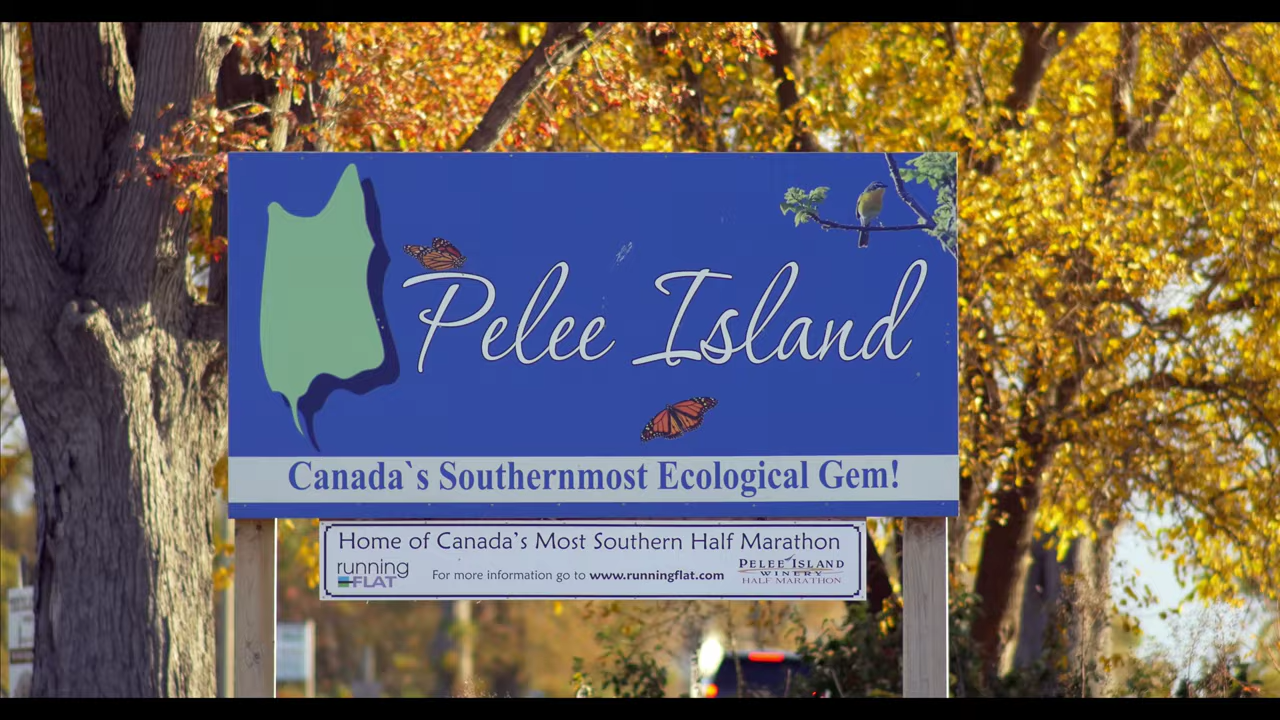 Pelee Island
Canada`s Southernmost Ecological Gem!
Home of Canada's Most Southern Half Marathon
running
FLAT
For more information go to www.runningflat.com
PELEE ISLAND
WINERY
HALF MARATHON